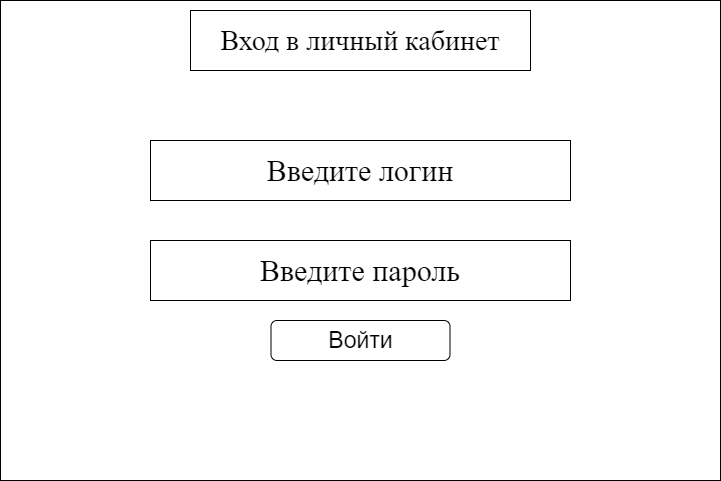 Вход в личный кабинет
Введите логин
Введите пароль
Войти